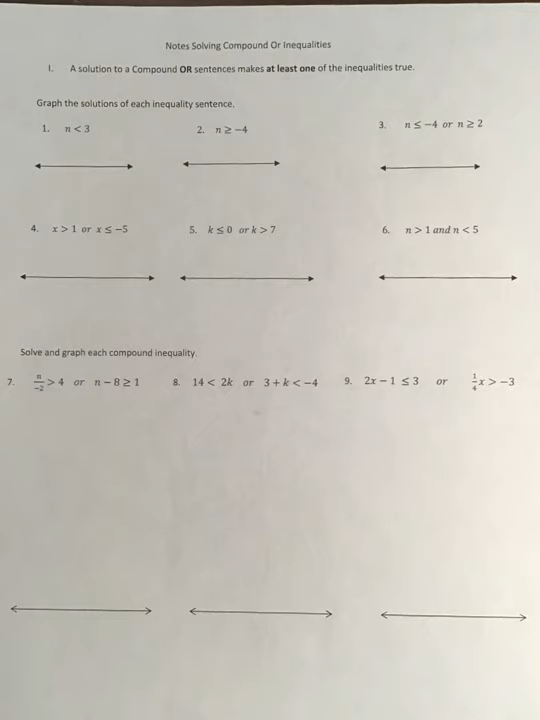 Notes Solving Compound Or Inequalities
I. A solution to a Compound OR sentences makes at least one of the inequalities true.
Graph the solutions of each inequality sentence.
1. n < 3 2. n ≥ −4 3. n ≤ −4 or n ≥ 2
4. x > 1 or x ≤ −5 5. k ≤ 0 or k > 7 6. n > 1 and n < 5
Solve and graph each compound inequality.
7. n/−2 > 4 or n − 8 ≥ 1 8. 14 < 2k or 3 + k < −4 9. 2x − 1 ≤ 3 or 1/4 x > −3